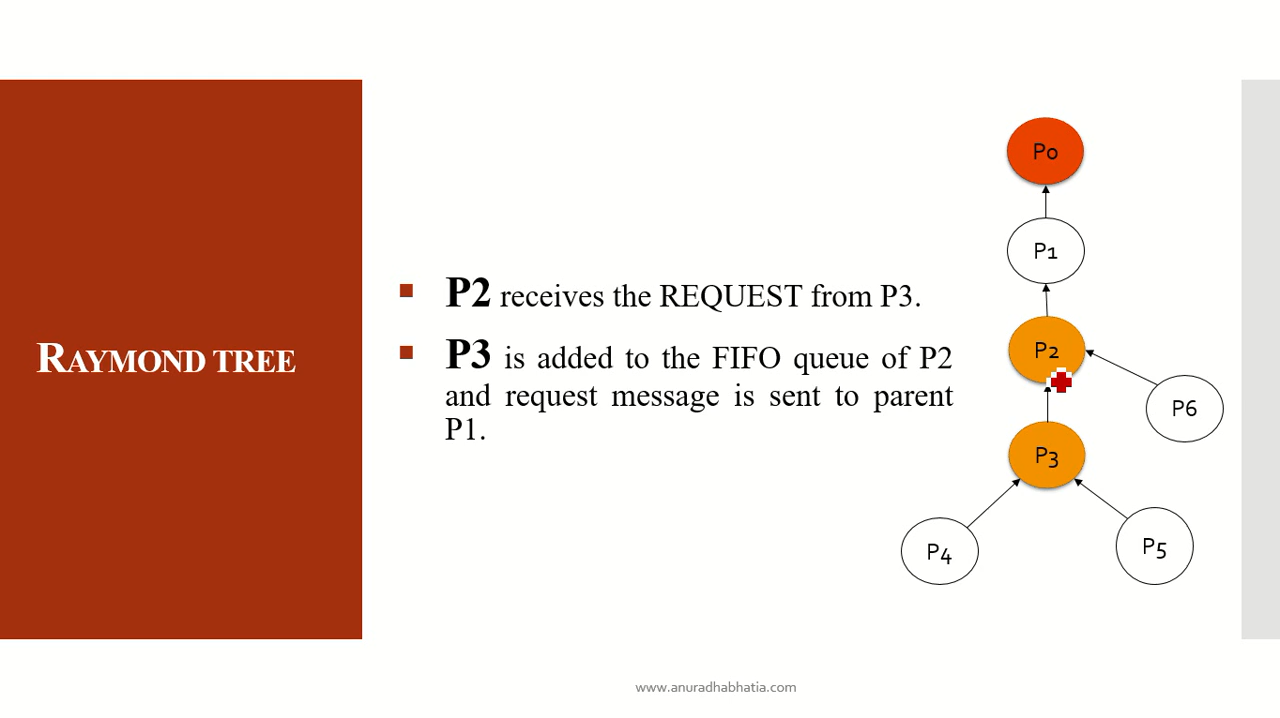 RAYMOND TREE
P2 receives the REQUEST from P3.
P3 is added to the FIFO queue of P2
and request message is sent to parent
P1.
P0
P1
P2
P6
P3
P4
P5
www.anuradhabhatia.com